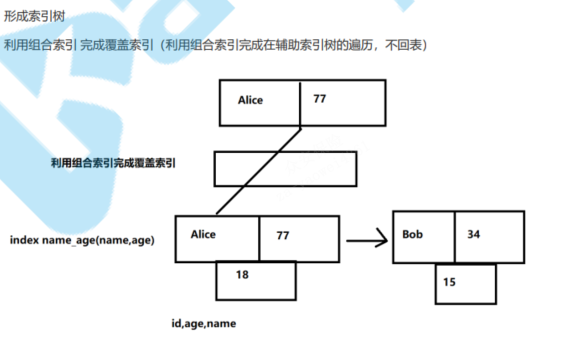 形成索引树
利用组合索引 完成覆盖索引（利用组合索引完成在辅助索引树的遍历，不回表）
Alice 77
利用组合索引完成覆盖索引
index name_age(name,age)
Alice 77
Bob 34
18
15
id,age,name